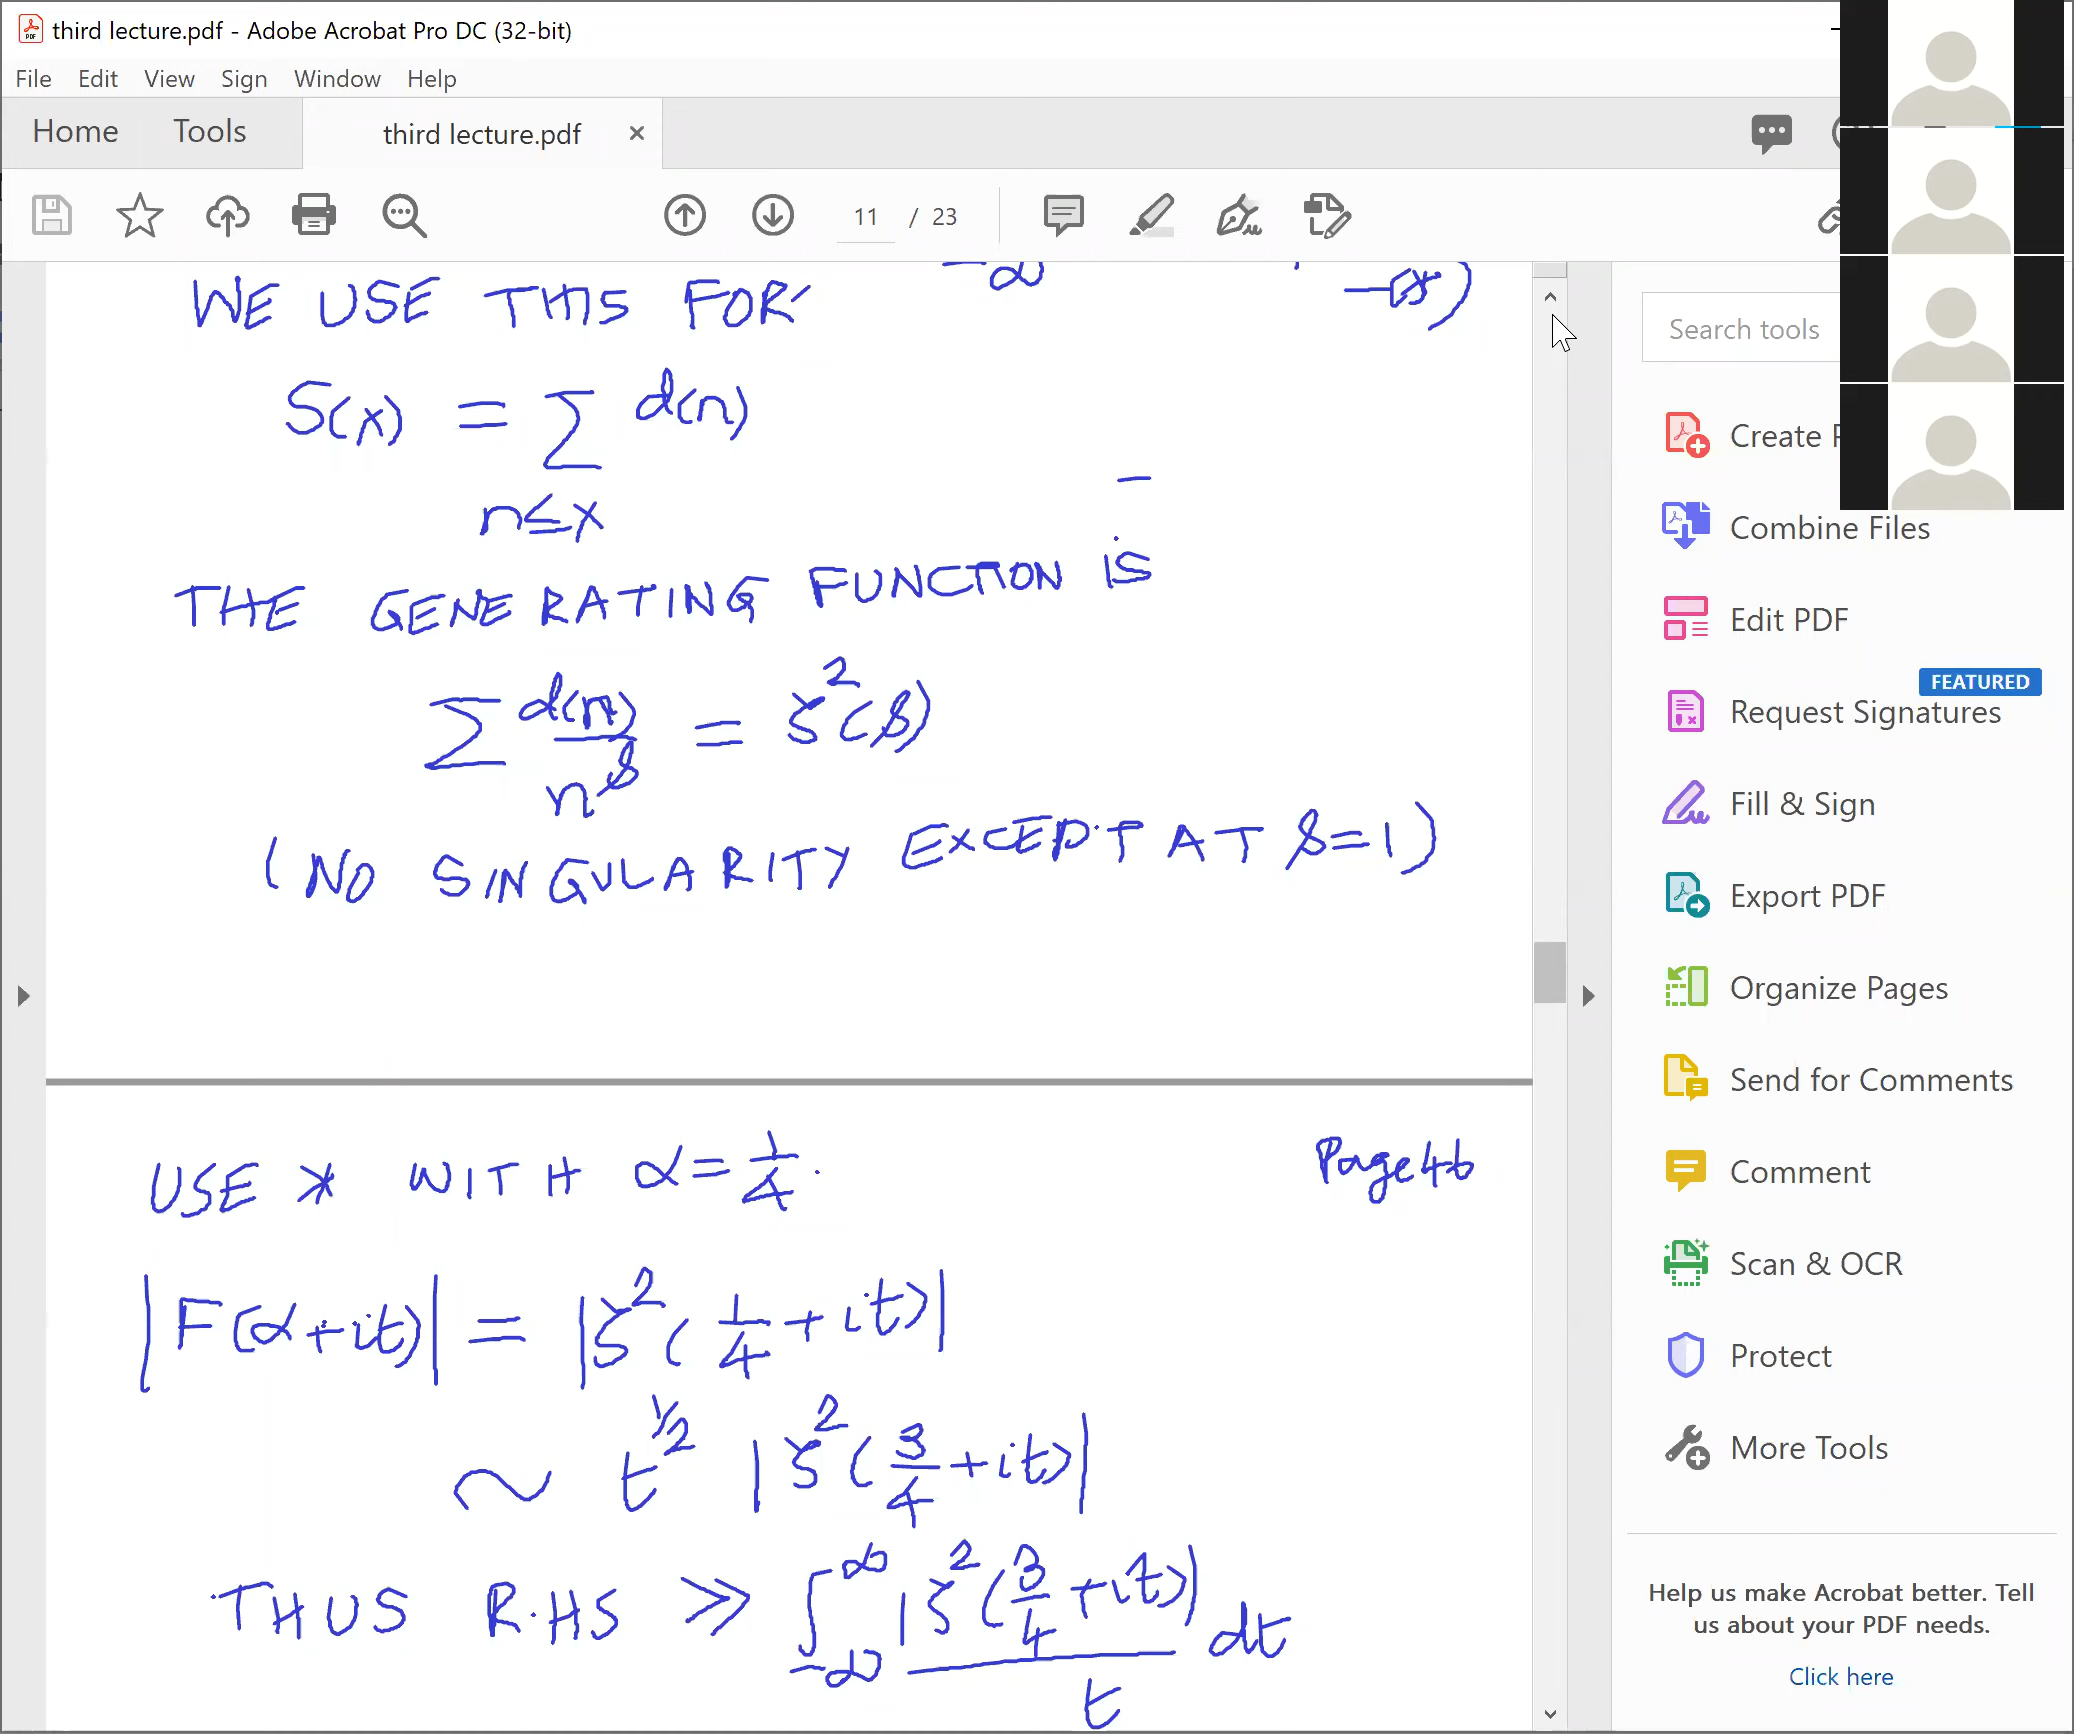 third lecture.pdf - Adobe Acrobat Pro DC (32-bit)
File Edit View Sign Window Help
Home Tools third lecture.pdf ×
11 / 23
WE USE THIS FOR
-∞ -(*)
S(x) = ∑ d(n)
n≤x
THE GENERATING FUNCTION IS
∑ d(n)/n^s = ζ²(s)
(NO SINGULARITY EXCEPT AT s=1)
USE * WITH α = 1/4. Page 46
|F(α+it)| = |ζ²(1/4+it)|
~ t^1/2 |ζ²(3/4+it)|
THUS R.H.S ≫ ∫_{-∞}^{∞} |ζ²(3/4+it)|/t dt
Search tools
Create
Combine Files
Edit PDF
FEATURED
Request Signatures
Fill & Sign
Export PDF
Organize Pages
Send for Comments
Comment
Scan & OCR
Protect
More Tools
Help us make Acrobat better. Tell
us about your PDF needs.
Click here